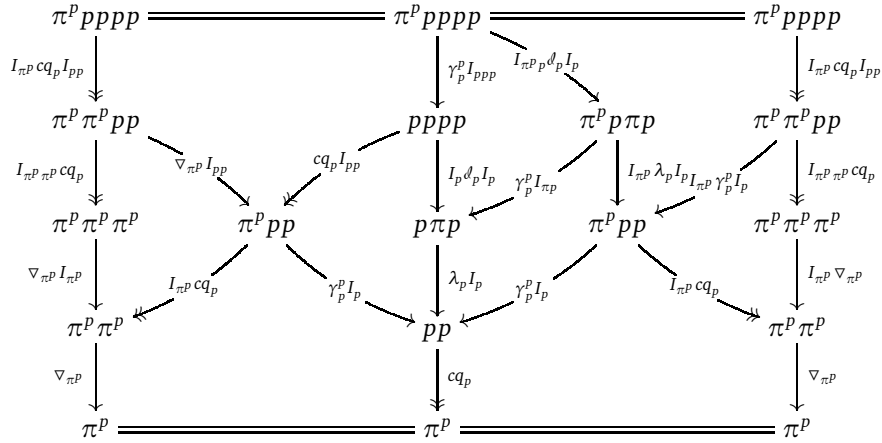 π^p pppp π^p pppp π^p pppp
I_{π^p} cq_p I_{pp} γ^p_p I_{ppp} I_{π^p p} ℓ_p I_p I_{π^p} cq_p I_{pp}
π^p π^p pp pppp π^p pπp π^p π^p pp
I_{π^p π^p} cq_p ▽_{π^p} I_{pp} cq_p I_{pp} I_p ℓ_p I_p γ^p_p I_{πp} I_{π^p} λ_p I_p I_{π^p} γ^p_p I_p I_{π^p π^p} cq_p
π^p π^p π^p π^p pp pπp π^p pp π^p π^p π^p
▽_{π^p} I_{π^p} I_{π^p} cq_p γ^p_p I_p λ_p I_p γ^p_p I_p I_{π^p} cq_p I_{π^p} ▽_{π^p}
π^p π^p pp π^p π^p
▽_{π^p} cq_p ▽_{π^p}
π^p π^p π^p